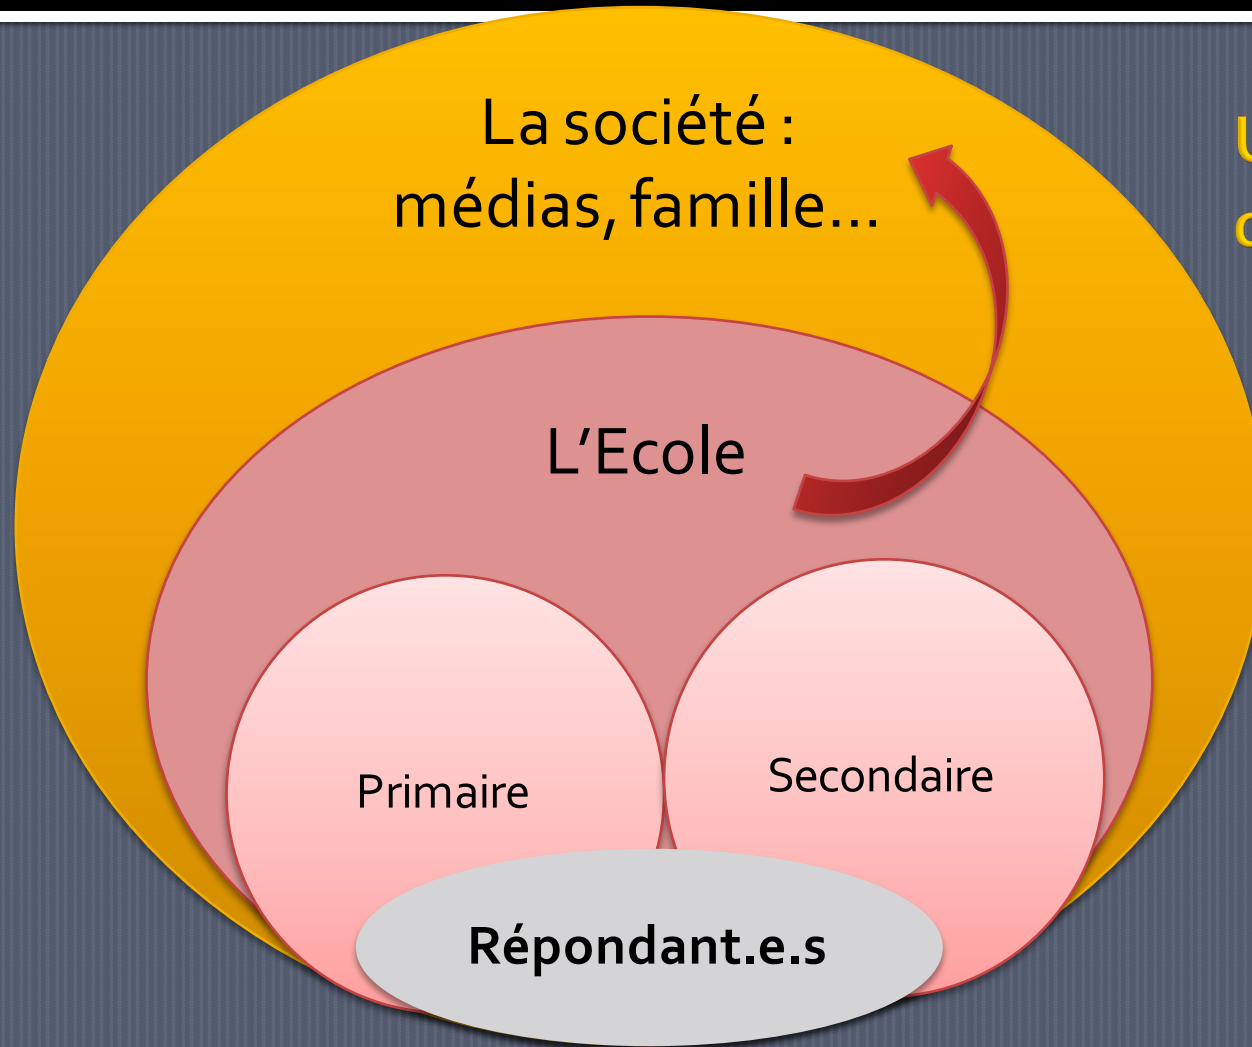 La société :
médias, famille…
L’Ecole
Primaire
Secondaire
Répondant.e.s